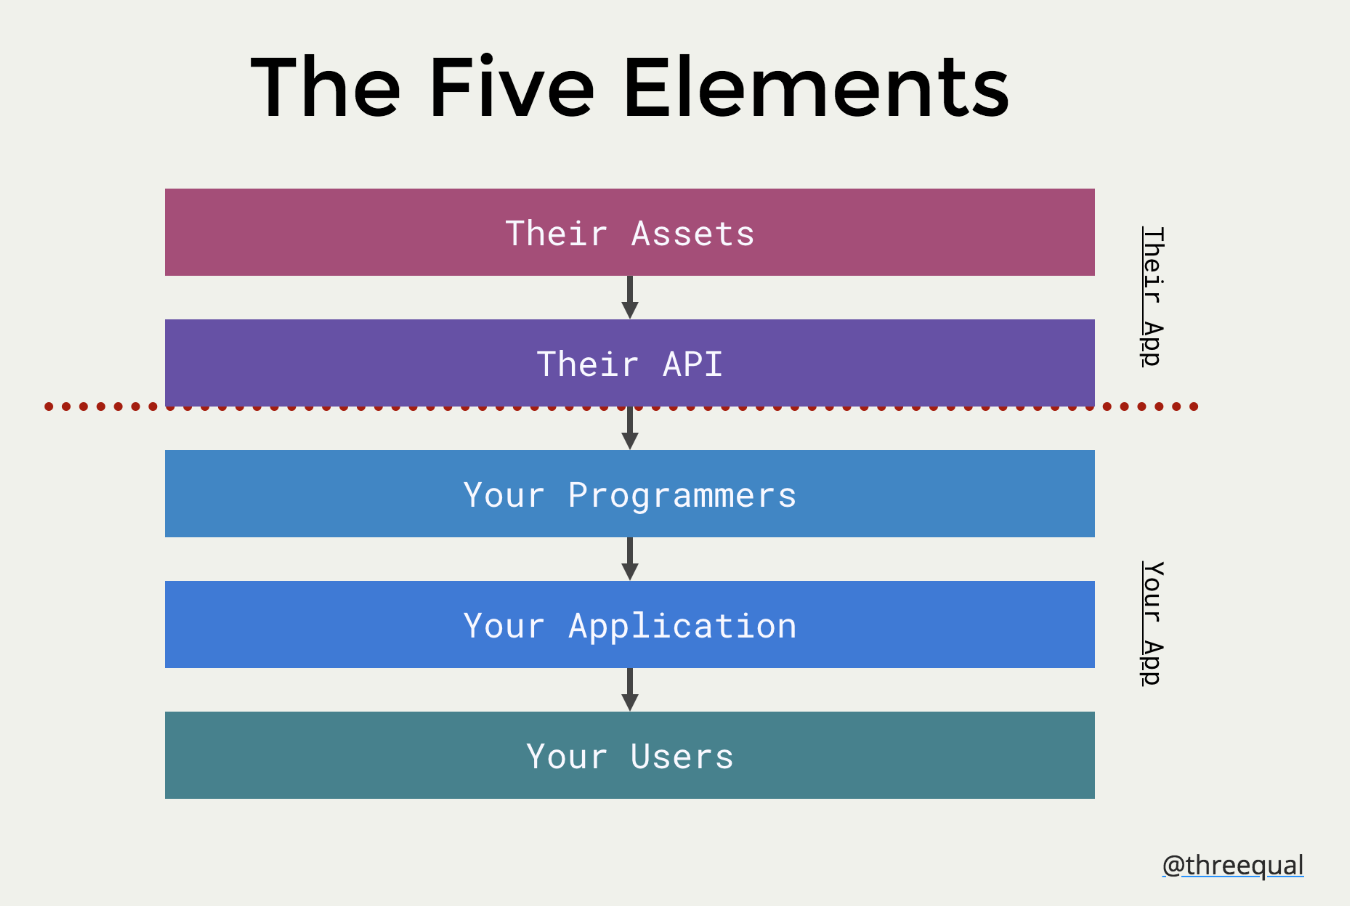 The Five Elements
Their Assets
Their API
Their App
Your Programmers
Your Application
Your Users
Your App
@threequal